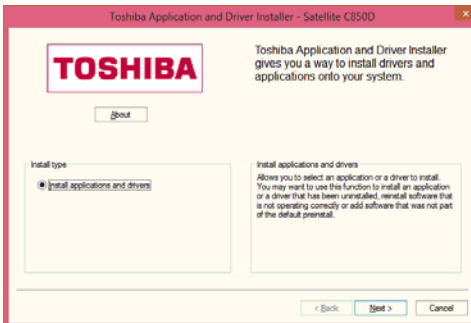 Toshiba Application and Driver Installer - Satellite C850D
TOSHIBA
Toshiba Application and Driver Installer
gives you a way to install drivers and
applications onto your system.
About
Install type
Install applications and drivers
Install applications and drivers
Allows you to select an application or a driver to install.
You may want to use this function to install an application
or a driver that has been uninstalled, reinstall software that
is not operating correctly or add software that was not part
of the default preinstall.
< Back
Next >
Cancel